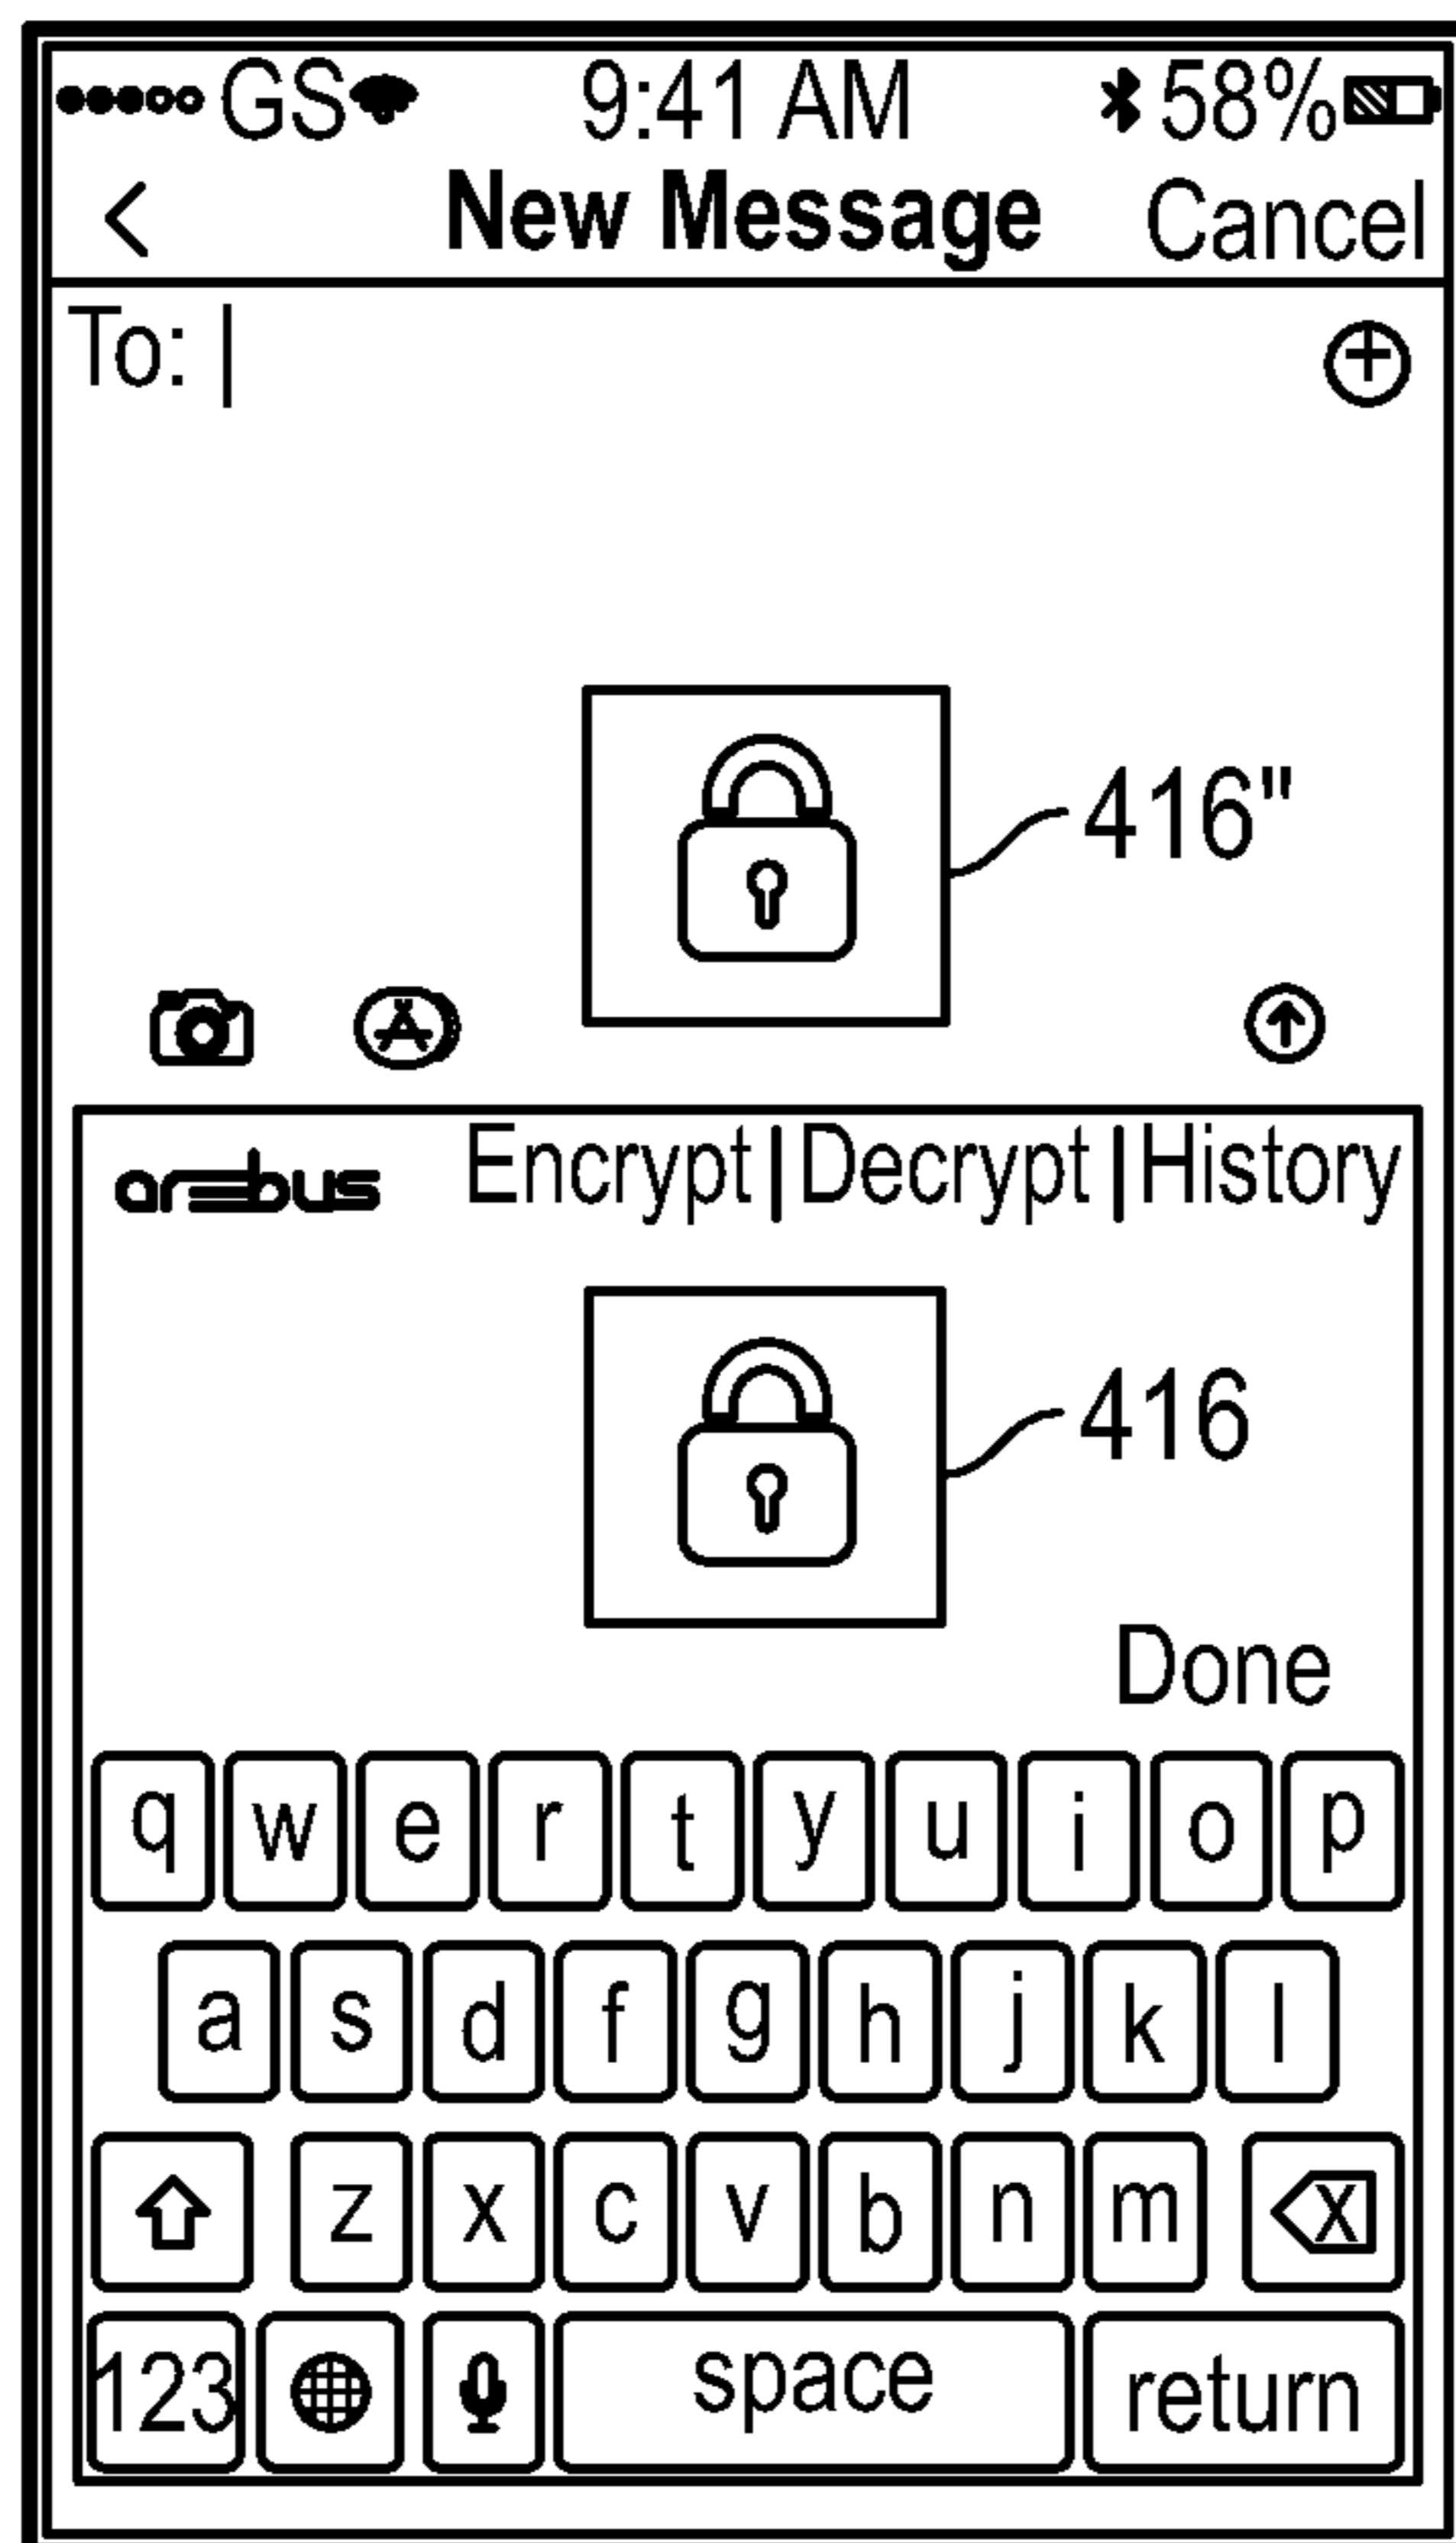 GS 9:41 AM 58%
< New Message Cancel
To:
416"
arebus Encrypt|Decrypt|History
416
Done
q w e r t y u i o p
a s d f g h j k l
z x c v b n m X
123 space return